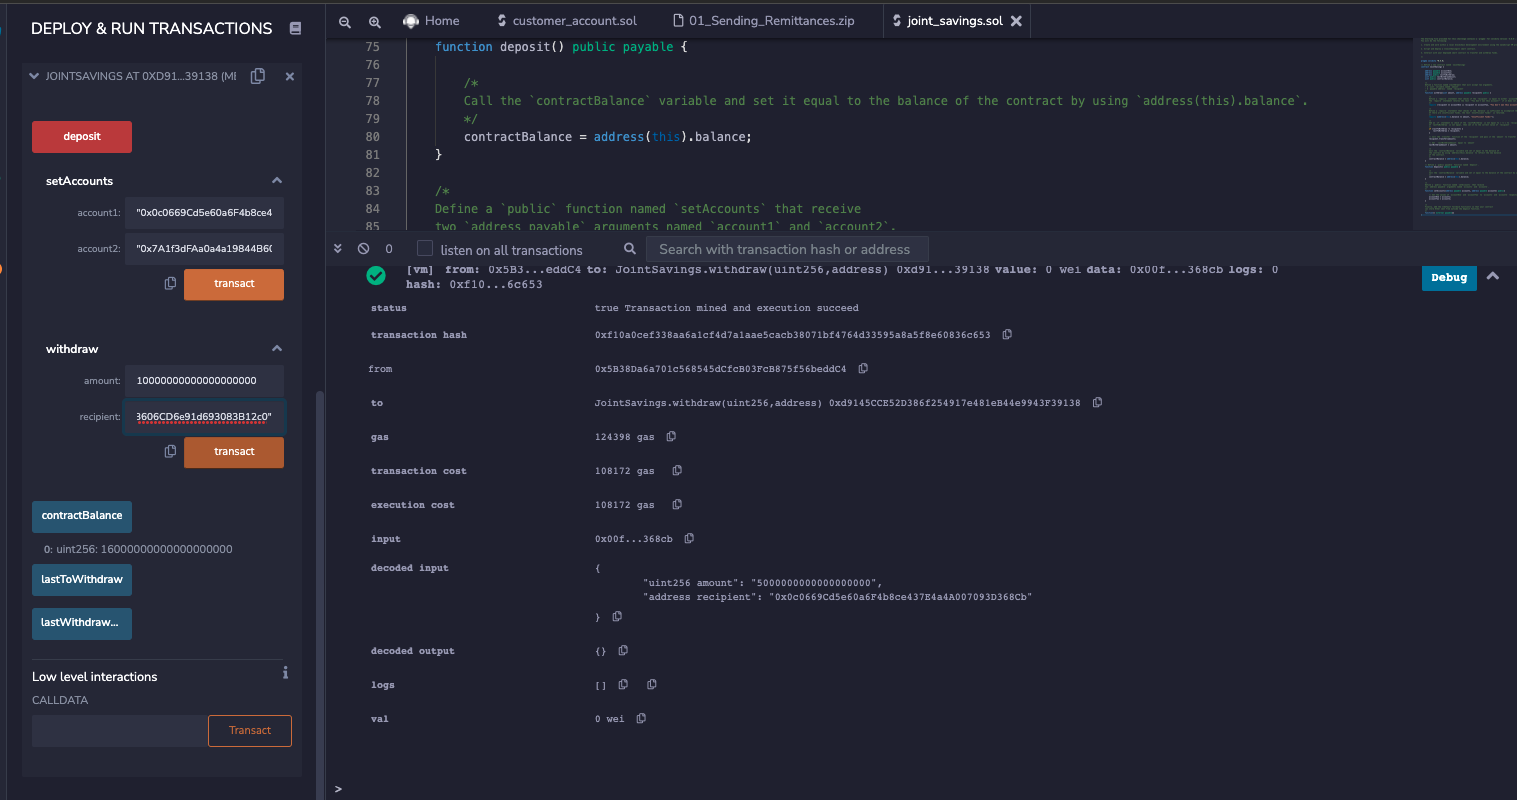 DEPLOY & RUN TRANSACTIONS
JOINTSAVINGS AT 0XD91...39138 (ME
deposit
setAccounts
account1: "0x0c0669Cd5e60a6F4b8ce4
account2: "0x7A1f3dFAa0a4a19844B60
transact
withdraw
amount: 10000000000000000000
recipient: 3606CD6e91d693083B12c0"
transact
contractBalance
0: uint256: 16000000000000000000
lastToWithdraw
lastWithdraw...
Low level interactions
CALLDATA
Transact
Home customer_account.sol 01_Sending_Remittances.zip joint_savings.sol
75 function deposit() public payable {
76
77 /*
78 Call the `contractBalance` variable and set it equal to the balance of the contract by using `address(this).balance`.
79 */
80 contractBalance = address(this).balance;
81 }
82
83 /*
84 Define a `public` function named `setAccounts` that receive
85 two `address payable` arguments named `account1` and `account2`.
0 listen on all transactions Search with transaction hash or address
[vm] from: 0x5B3...eddC4 to: JointSavings.withdraw(uint256,address) 0xd91...39138 value: 0 wei data: 0x00f...368cb logs: 0
hash: 0xf10...6c653
Debug
status true Transaction mined and execution succeed
transaction hash 0xf10a0cef338aa6a1cf4d7a1aae5cacb38071bf4764d33595a8a5f8e60836c653
from 0x5B38Da6a701c568545dCfcB03FcB875f56beddC4
to JointSavings.withdraw(uint256,address) 0xd9145CCE52D386f254917e481eB44e9943F39138
gas 124398 gas
transaction cost 108172 gas
execution cost 108172 gas
input 0x00f...368cb
decoded input {
"uint256 amount": "5000000000000000000",
"address recipient": "0x0c0669Cd5e60a6F4b8ce437E4a4A007093D368Cb"
}
decoded output {}
logs []
val 0 wei
>